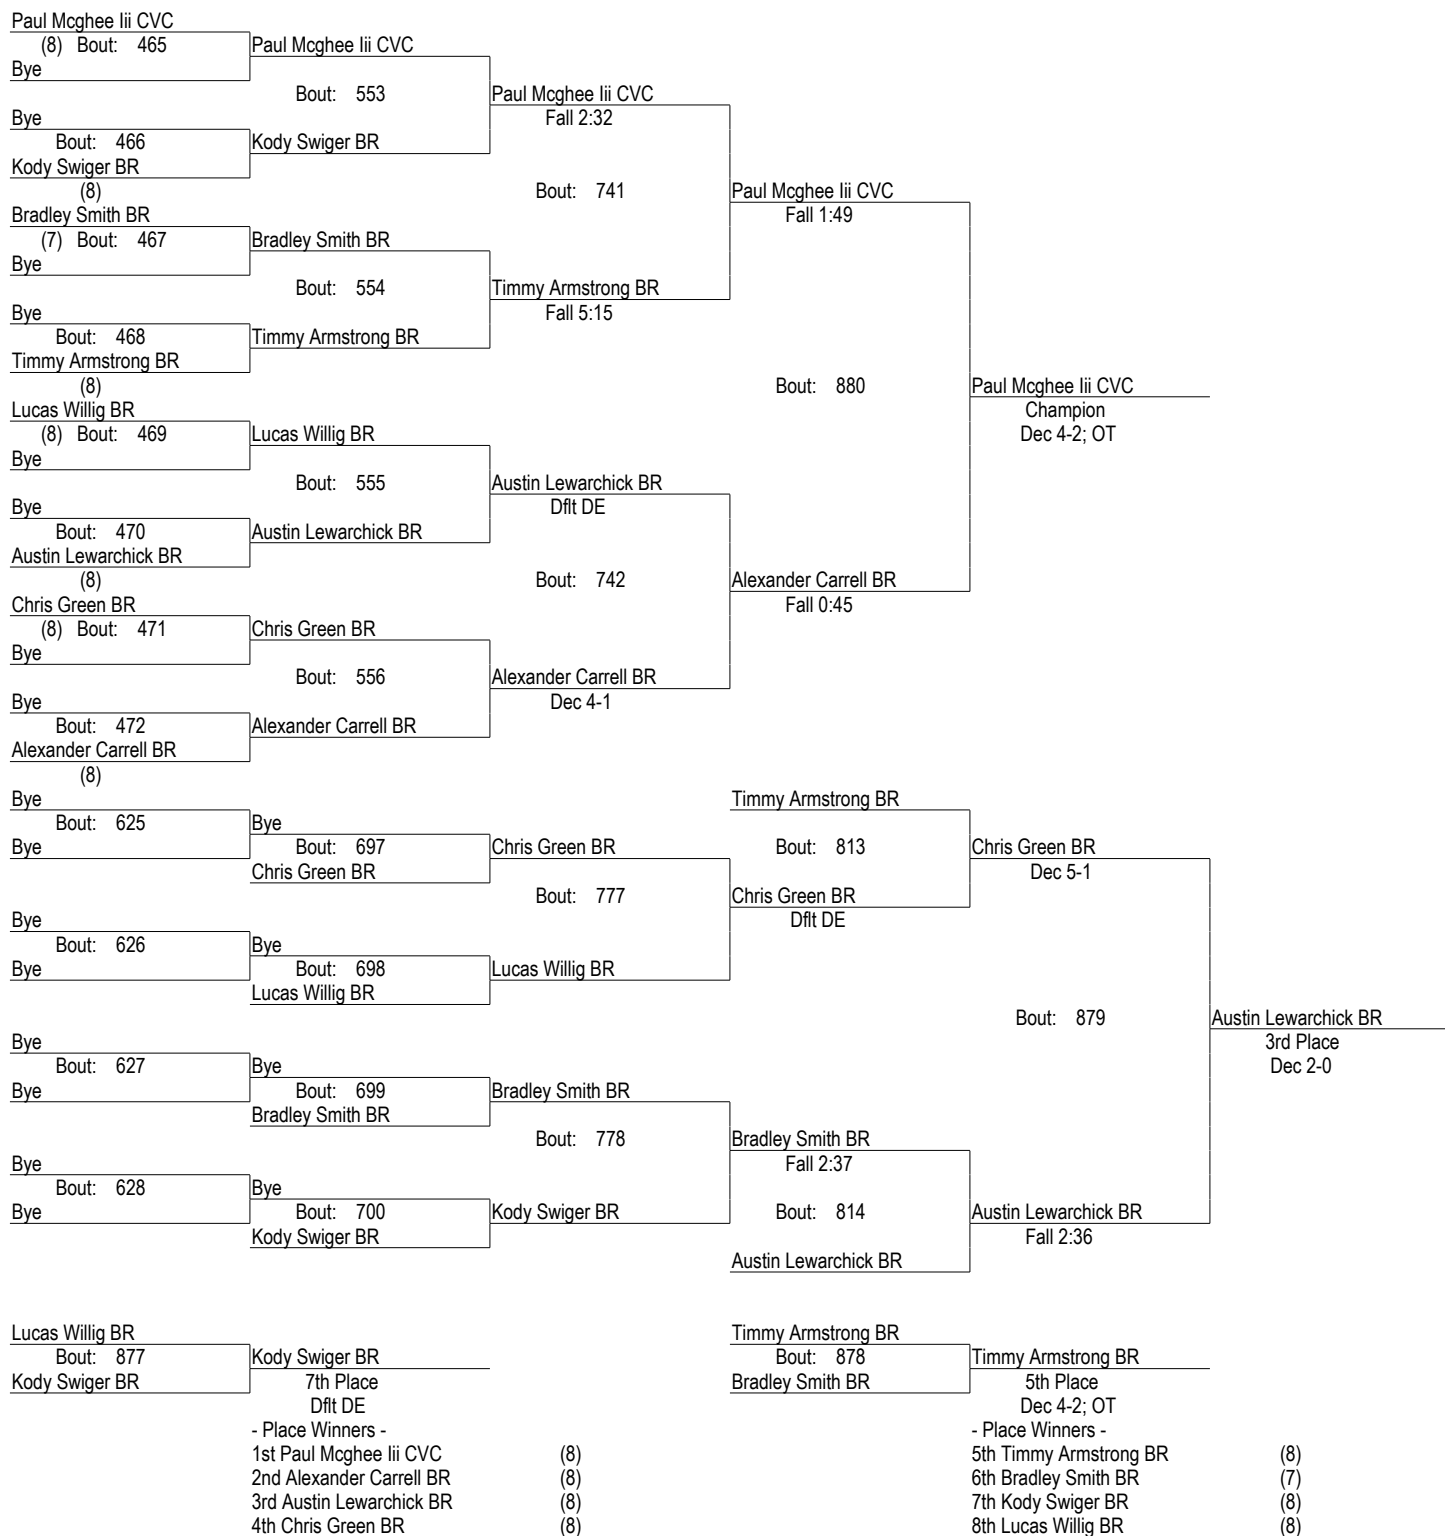 Paul Mcghee Iii CVC
(8) Bout: 465 Paul Mcghee Iii CVC
Bye
Bout: 553 Paul Mcghee Iii CVC
Bye Fall 2:32
Bout: 466 Kody Swiger BR
Kody Swiger BR
(8) Bout: 741 Paul Mcghee Iii CVC
Bradley Smith BR Fall 1:49
(7) Bout: 467 Bradley Smith BR
Bye
Bout: 554 Timmy Armstrong BR
Bye Fall 5:15
Bout: 468 Timmy Armstrong BR
Timmy Armstrong BR
(8) Bout: 880 Paul Mcghee Iii CVC
Lucas Willig BR Champion
(8) Bout: 469 Lucas Willig BR Dec 4-2; OT
Bye
Bout: 555 Austin Lewarchick BR
Bye Dflt DE
Bout: 470 Austin Lewarchick BR
Austin Lewarchick BR
(8) Bout: 742 Alexander Carrell BR
Chris Green BR Fall 0:45
(8) Bout: 471 Chris Green BR
Bye
Bout: 556 Alexander Carrell BR
Bye Dec 4-1
Bout: 472 Alexander Carrell BR
Alexander Carrell BR
(8)
Bye Timmy Armstrong BR
Bout: 625 Bye
Bye Bout: 697 Chris Green BR Bout: 813 Chris Green BR
Chris Green BR Dec 5-1
Bout: 777 Chris Green BR
Bye Dflt DE
Bout: 626 Bye
Bye Bout: 698 Lucas Willig BR
Lucas Willig BR
Bout: 879 Austin Lewarchick BR
Bye 3rd Place
Bout: 627 Bye Dec 2-0
Bye Bout: 699 Bradley Smith BR
Bradley Smith BR
Bout: 778 Bradley Smith BR
Bye Fall 2:37
Bout: 628 Bye
Bye Bout: 700 Kody Swiger BR Bout: 814 Austin Lewarchick BR
Kody Swiger BR Fall 2:36
Austin Lewarchick BR
Lucas Willig BR Timmy Armstrong BR
Bout: 877 Kody Swiger BR Bout: 878 Timmy Armstrong BR
Kody Swiger BR 7th Place Bradley Smith BR 5th Place
Dflt DE Dec 4-2; OT
- Place Winners - - Place Winners -
1st Paul Mcghee Iii CVC (8) 5th Timmy Armstrong BR (8)
2nd Alexander Carrell BR (8) 6th Bradley Smith BR (7)
3rd Austin Lewarchick BR (8) 7th Kody Swiger BR (8)
4th Chris Green BR (8) 8th Lucas Willig BR (8)